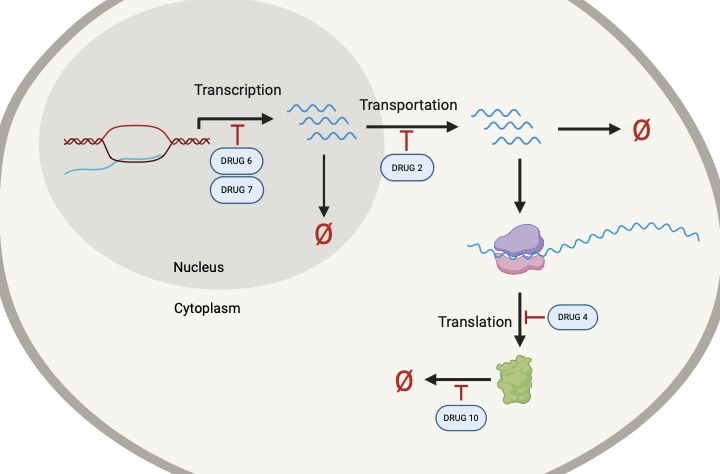 Transcription
Transportation
Ø
DRUG 6
DRUG 2
DRUG 7
Ø
Nucleus
Cytoplasm
Translation
DRUG 4
Ø
DRUG 10